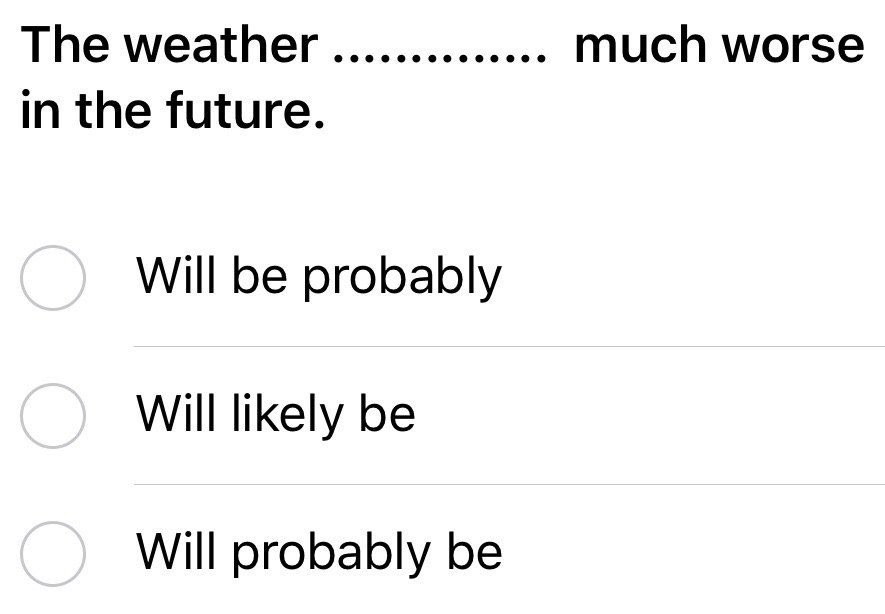 The weather .............. much worse
in the future.
Will be probably
Will likely be
Will probably be